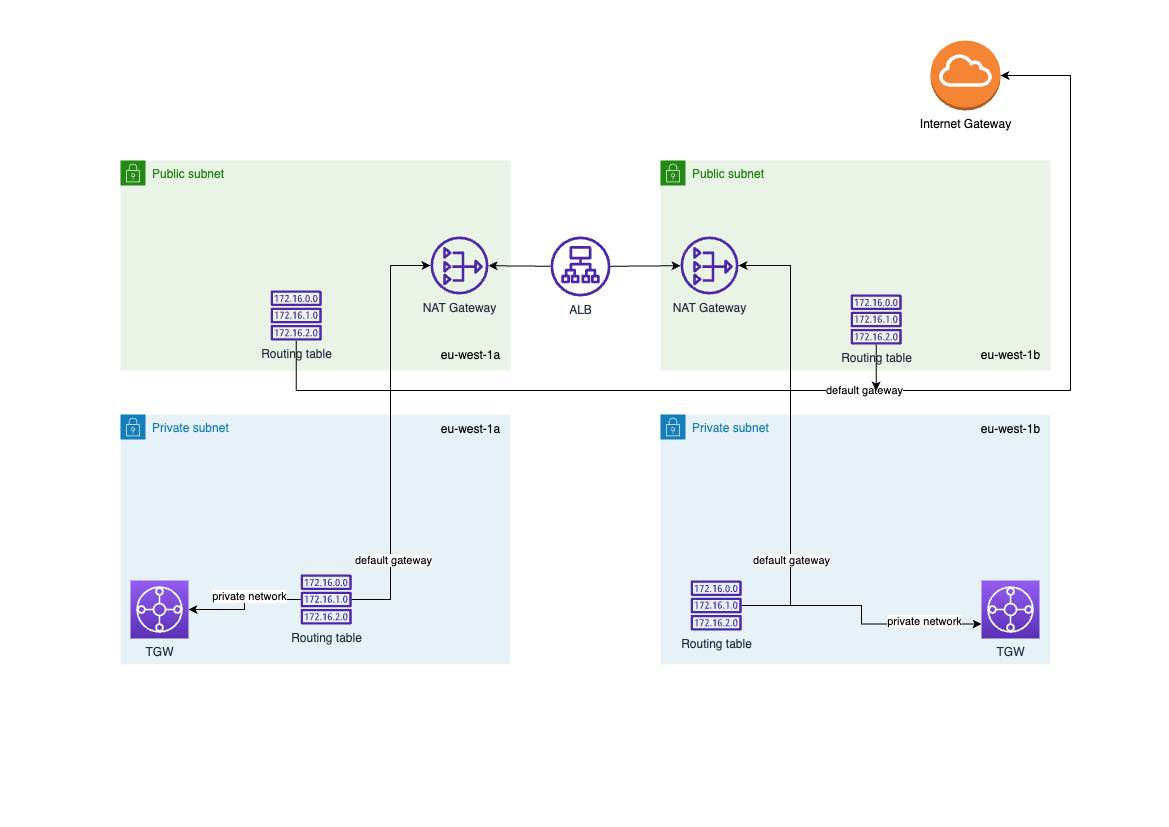 Internet Gateway
Public subnet
NAT Gateway
172.16.0.0
172.16.1.0
172.16.2.0
Routing table
eu-west-1a
ALB
Public subnet
NAT Gateway
172.16.0.0
172.16.1.0
172.16.2.0
Routing table
eu-west-1b
default gateway
Private subnet
eu-west-1a
default gateway
private network
172.16.0.0
172.16.1.0
172.16.2.0
Routing table
TGW
Private subnet
eu-west-1b
default gateway
172.16.0.0
172.16.1.0
172.16.2.0
Routing table
private network
TGW